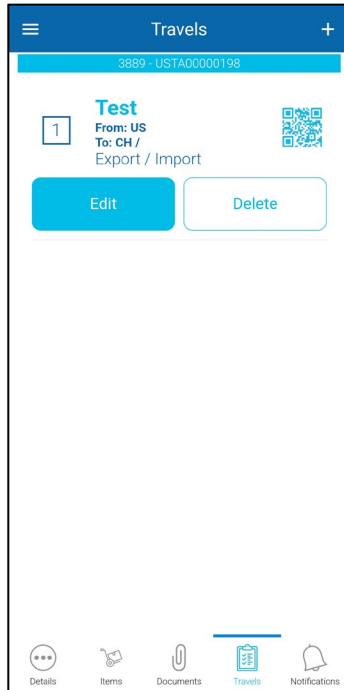 Travels
3889 - USTA00000198
1
Test
From: US
To: CH /
Export / Import
Edit
Delete
Details
Items
Documents
Travels
Notifications